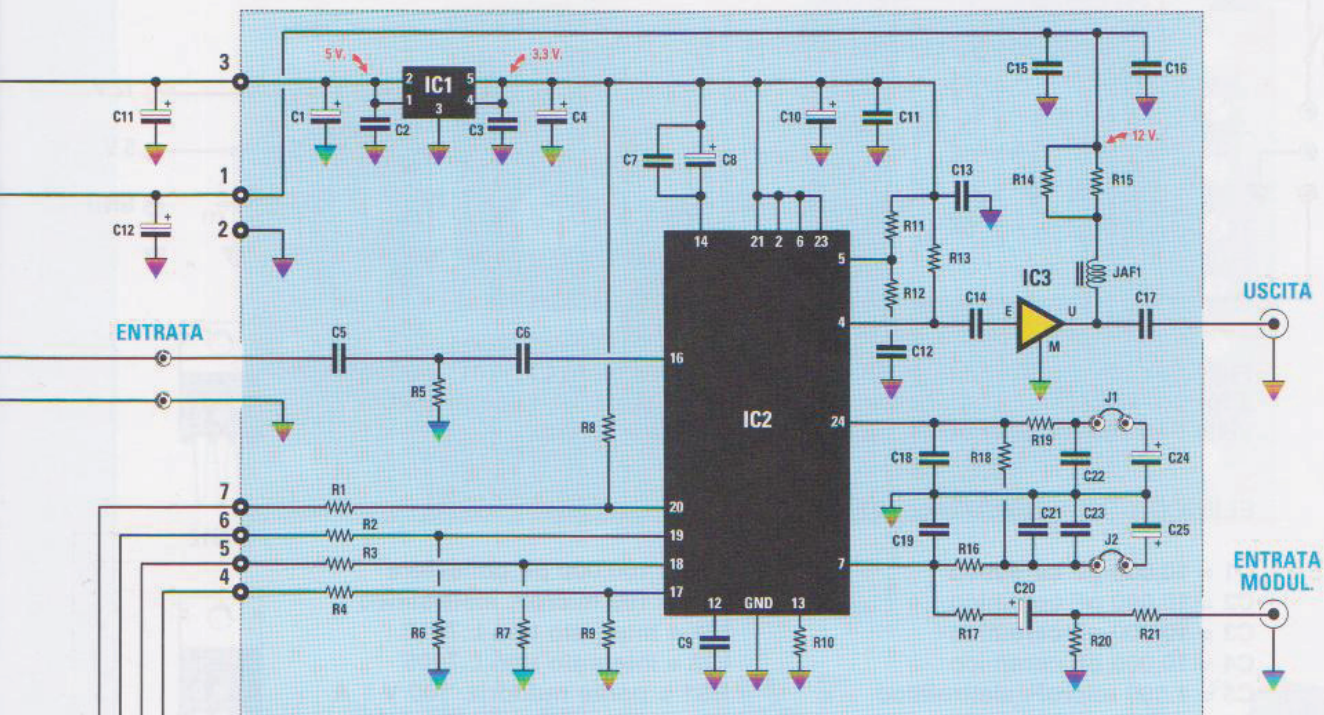 3
5 V.
3,3 V.
2
IC1
5
1
4
3
C11
+
C1
+
C2
C3
C4
+
C7
C8
+
C10
+
C11
C15
C16
12 V.
1
C12
+
2
14
21
2
6
23
R11
C13
R14
R15
5
R12
R13
IC3
JAF1
USCITA
4
C14
E
U
M
C17
C12
ENTRATA
C5
C6
16
R5
R8
IC2
24
R19
J1
C18
R18
C22
+
C24
7
R1
20
6
R2
19
5
R3
18
4
R4
17
C19
C21
C23
C25
+
7
R16
J2
ENTRATA
MODUL.
R6
R7
R9
12
GND
13
C9
R10
R17
+
C20
R20
R21